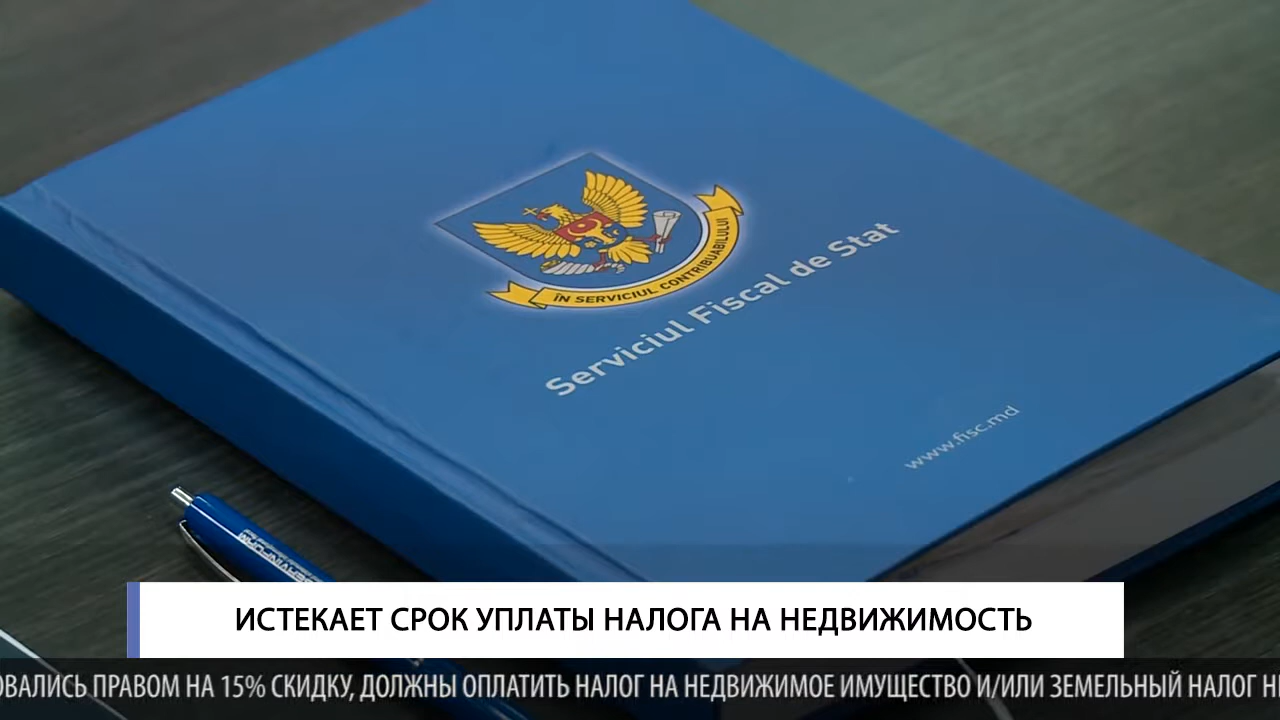 ÎN SERVICIUL CONTRIBUABILULUI
Serviciul Fiscal de Stat
www.fisc.md
ИСТЕКАЕТ СРОК УПЛАТЫ НАЛОГА НА НЕДВИЖИМОСТЬ
ПРАВОМ НА 15% СКИДКУ, ДОЛЖНЫ ОПЛАТИТЬ НАЛОГ НА НЕДВИЖИМОЕ ИМУЩЕСТВО И/ИЛИ ЗЕМЕЛЬНЫЙ НАЛОГ